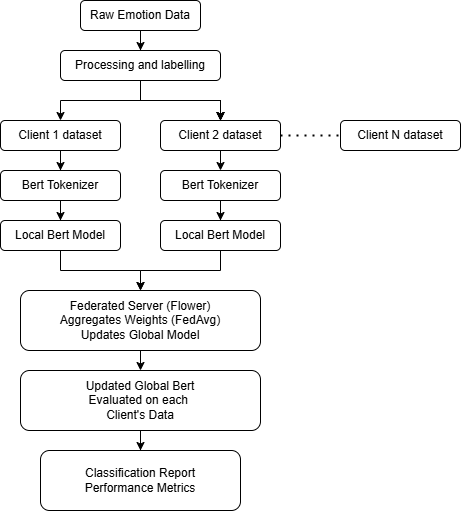 Raw Emotion Data
Processing and labelling
Client 1 dataset
Client 2 dataset
Client N dataset
Bert Tokenizer
Bert Tokenizer
Local Bert Model
Local Bert Model
Federated Server (Flower)
Aggregates Weights (FedAvg)
Updates Global Model
Updated Global Bert
Evaluated on each
Client's Data
Classification Report
Performance Metrics